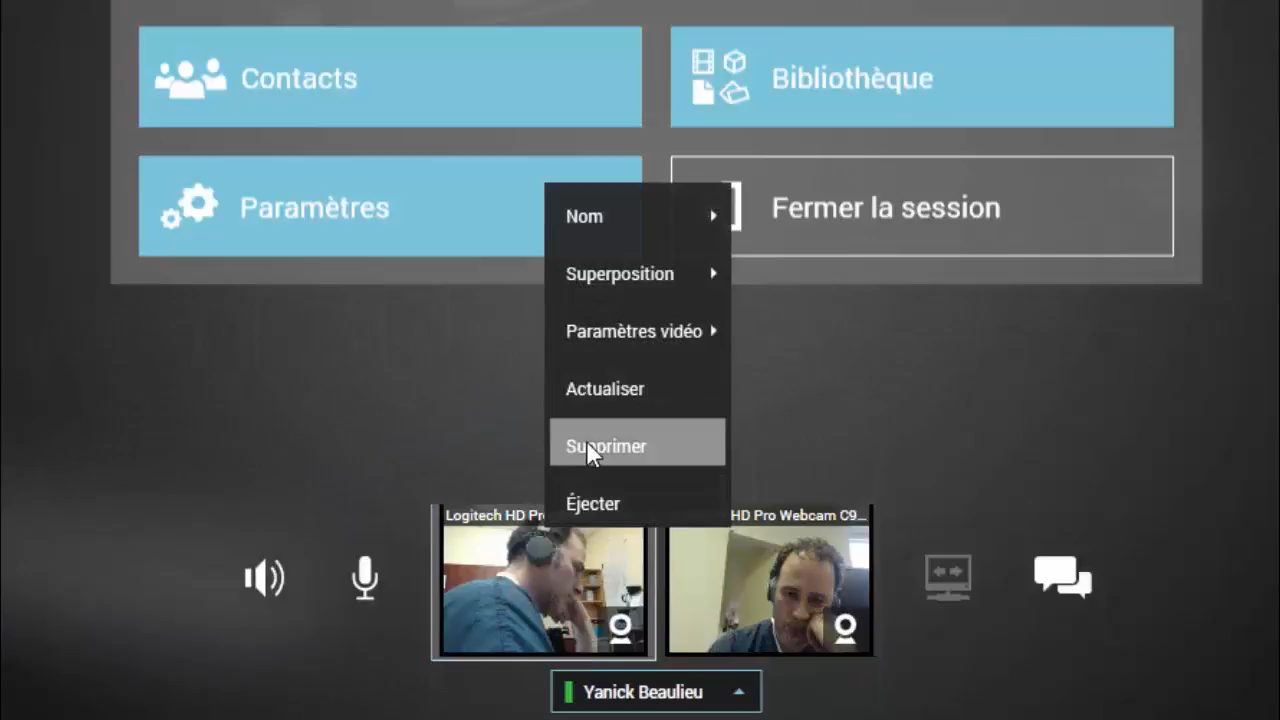 Contacts
Bibliothèque
Paramètres
Fermer la session
Nom
Superposition
Paramètres vidéo
Actualiser
Supprimer
Éjecter
Logitech HD Pr
HD Pro Webcam C9...
Yanick Beaulieu